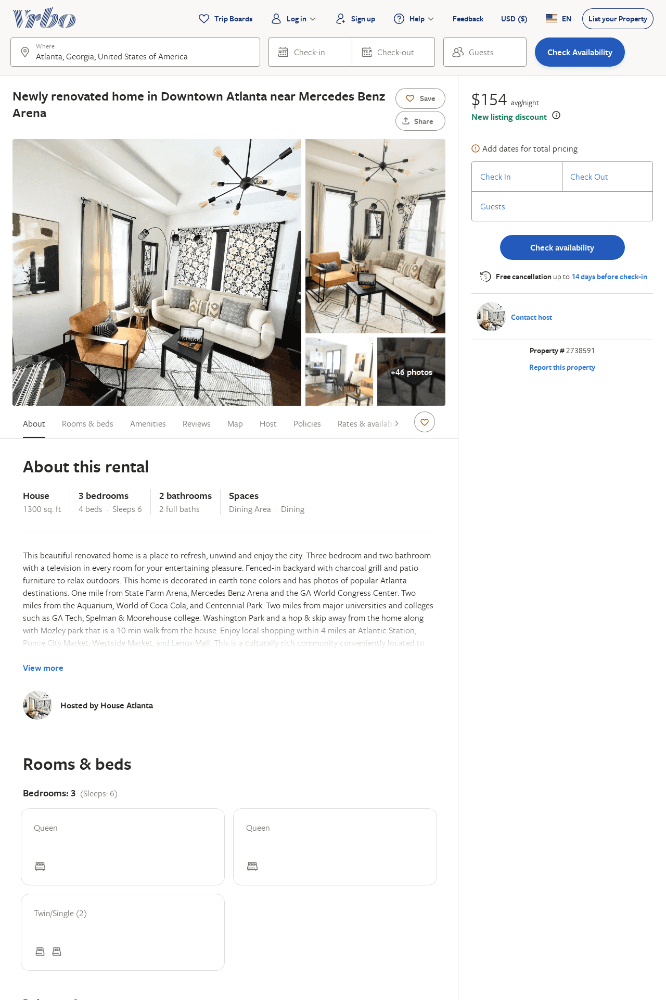 Vrbo
Trip Boards
Log in
Sign up
Help
Feedback
USD ($)
EN
List your Property
Where
Atlanta, Georgia, United States of America
Check-in
Check-out
Guests
Check Availability
Newly renovated home in Downtown Atlanta near Mercedes Benz
Arena
Save
Share
refresh
&
unwind
unwind
+46 photos
$154 avg/night
New listing discount
Add dates for total pricing
Check In
Check Out
Guests
Check availability
Free cancellation up to 14 days before check-in
Contact host
Property # 2738591
Report this property
About
Rooms & beds
Amenities
Reviews
Map
Host
Policies
Rates & availab
About this rental
House
1300 sq. ft
3 bedrooms
4 beds · Sleeps 6
2 bathrooms
2 full baths
Spaces
Dining Area · Dining
This beautiful renovated home is a place to refresh, unwind and enjoy the city. Three bedroom and two bathroom
with a television in every room for your entertaining pleasure. Fenced-in backyard with charcoal grill and patio
furniture to relax outdoors. This home is decorated in earth tone colors and has photos of popular Atlanta
destinations. One mile from State Farm Arena, Mercedes Benz Arena and the GA World Congress Center. Two
miles from the Aquarium, World of Coca Cola, and Centennial Park. Two miles from major universities and colleges
such as GA Tech, Spelman & Moorehouse college. Washington Park and a hop & skip away from the home along
with Mozley park that is a 10 min walk from the house. Enjoy local shopping within 4 miles at Atlantic Station,
Ponce City Market, Westside Market, and Lenox Mall. This is a culturally rich community conveniently located to
View more
Hosted by House Atlanta
Rooms & beds
Bedrooms: 3 (Sleeps: 6)
Queen
Queen
Twin/Single (2)